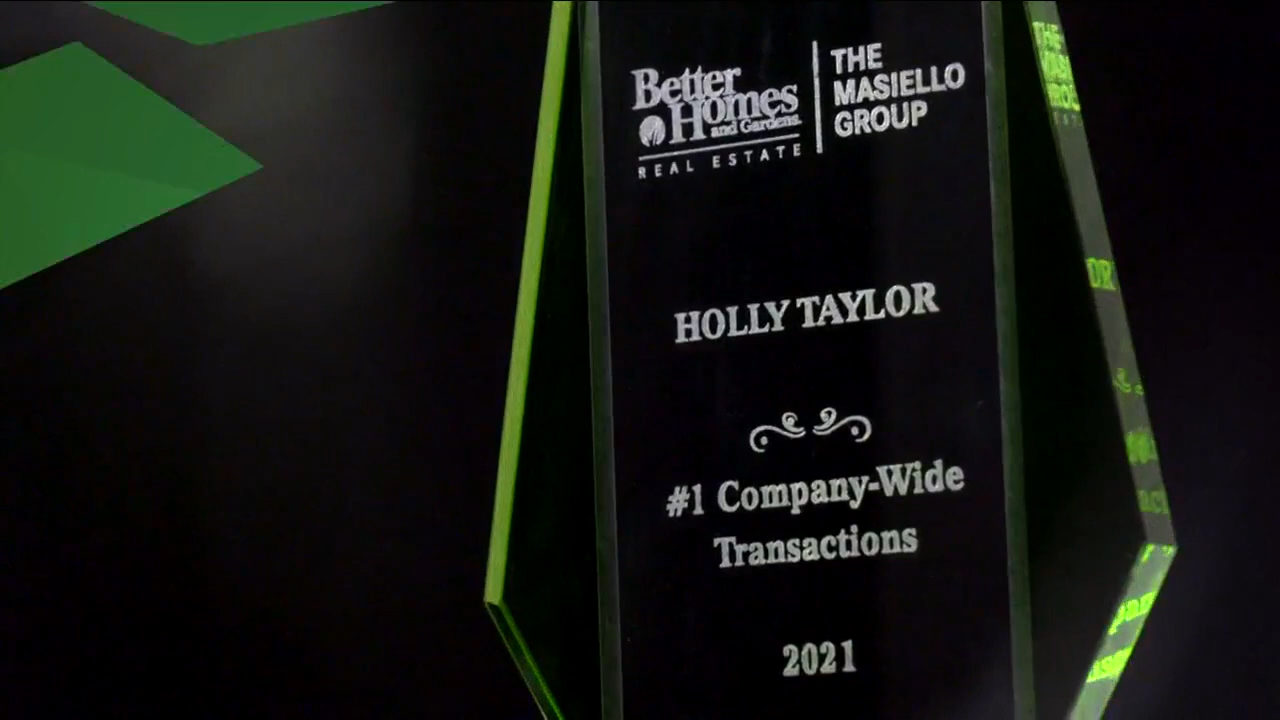 Better
Homes
and Gardens
REAL ESTATE
THE
MASIELLO
GROUP
HOLLY TAYLOR
#1 Company-Wide
Transactions
2021